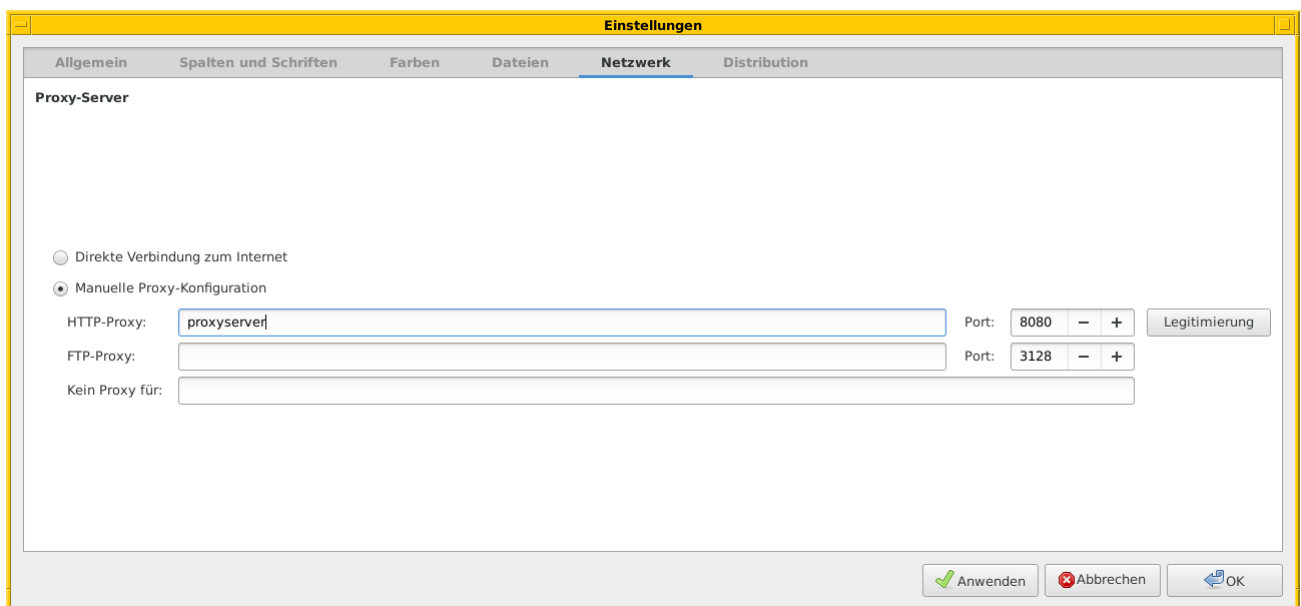 Einstellungen
Allgemein Spalten und Schriften Farben Dateien Netzwerk Distribution
Proxy-Server
Direkte Verbindung zum Internet
Manuelle Proxy-Konfiguration
HTTP-Proxy: proxyserver Port: 8080 − + Legitimierung
FTP-Proxy: Port: 3128 − +
Kein Proxy für:
Anwenden Abbrechen OK